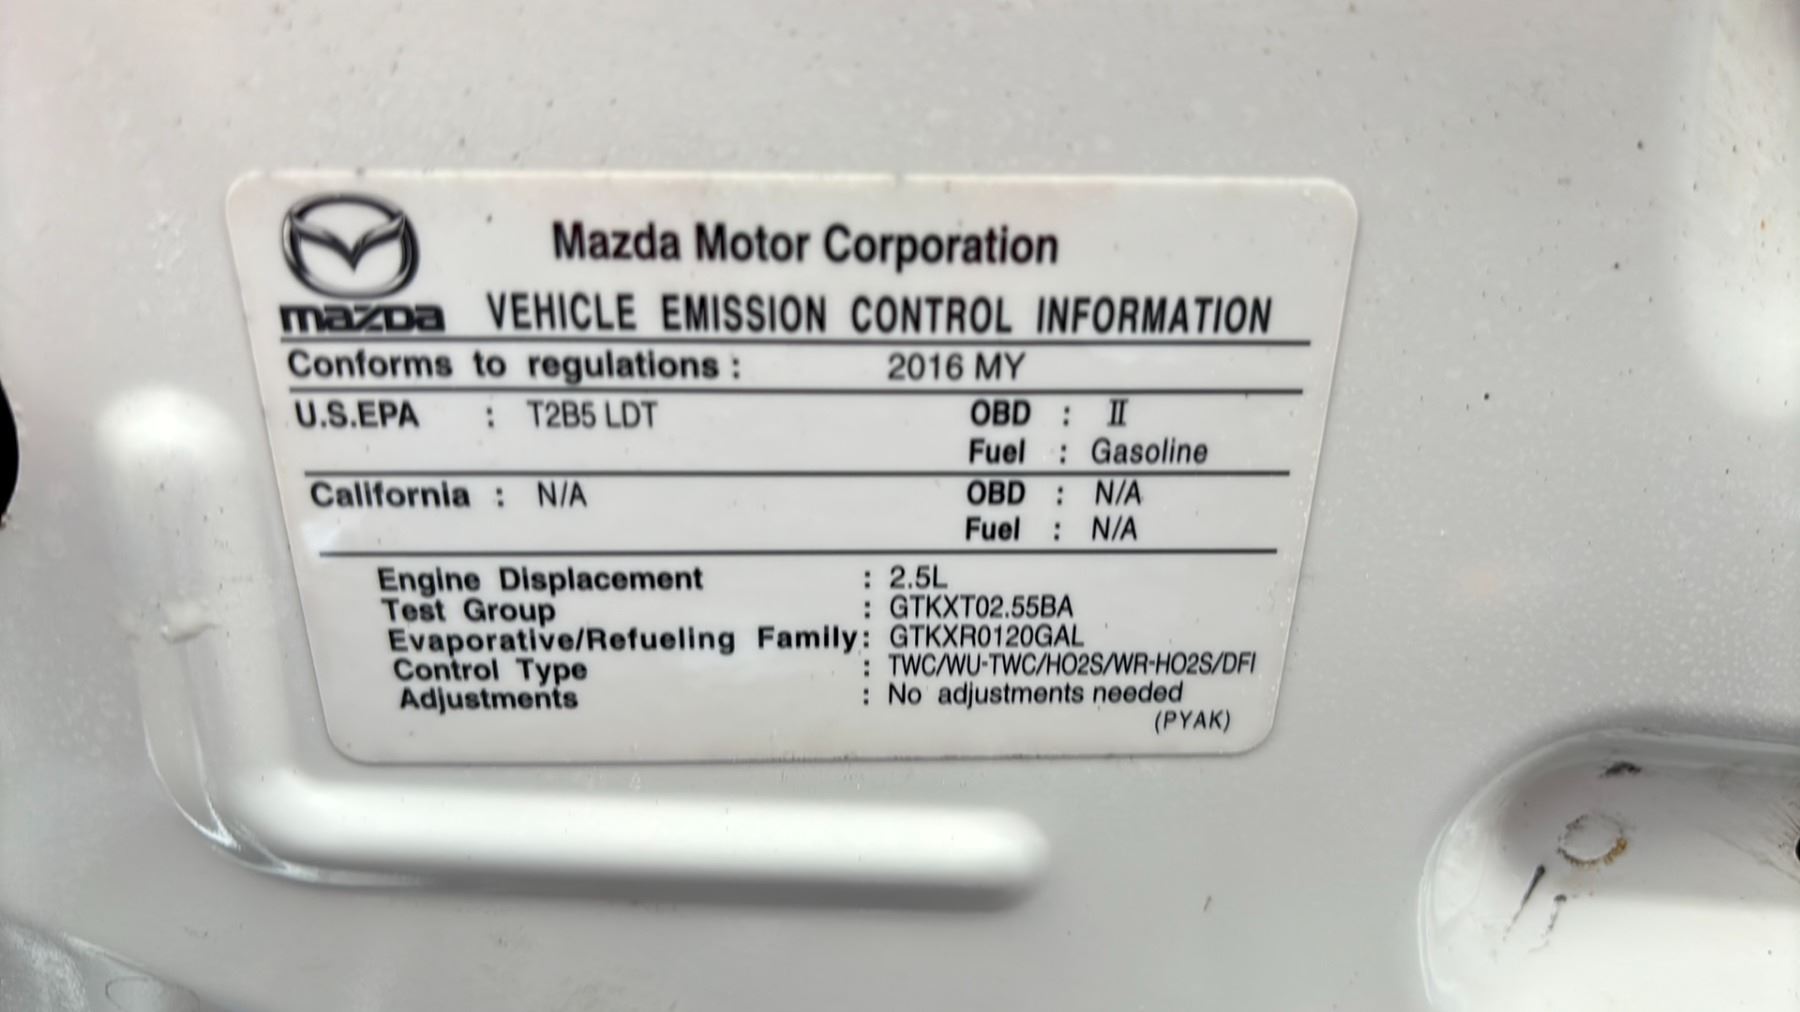 Mazda Motor Corporation
mazda VEHICLE EMISSION CONTROL INFORMATION
Conforms to regulations : 2016 MY
U.S.EPA : T2B5 LDT OBD : II
Fuel : Gasoline
California : N/A OBD : N/A
Fuel : N/A
Engine Displacement : 2.5L
Test Group : GTKXT02.55BA
Evaporative/Refueling Family: GTKXR0120GAL
Control Type : TWC/WU-TWC/HO2S/WR-HO2S/DFI
Adjustments : No adjustments needed
(PYAK)